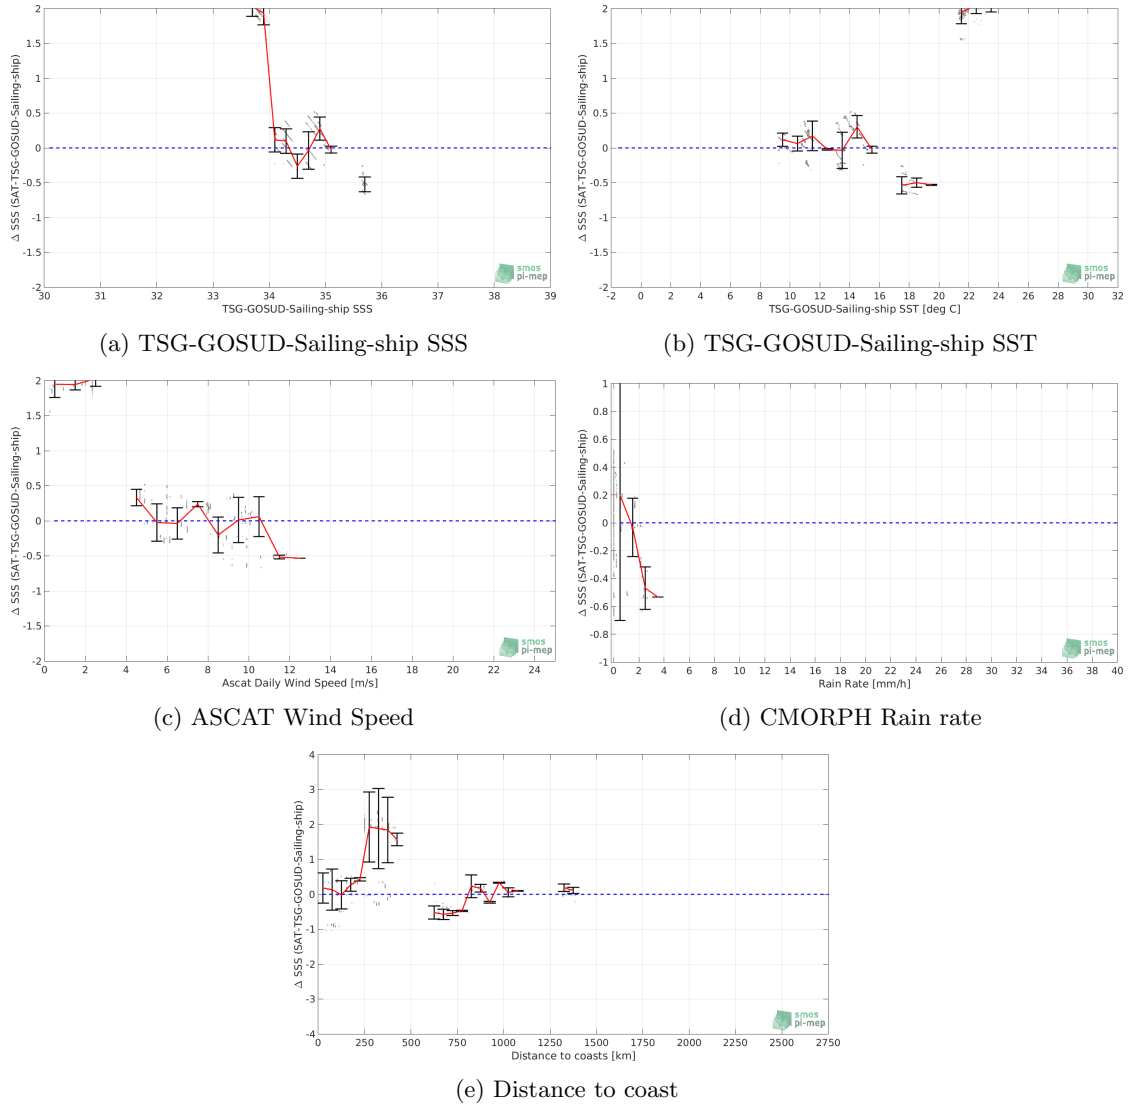 2
1.5
1
0.5
0
-0.5
-1
-1.5
-2
Δ SSS (SAT-TSG-GOSUD-Sailing-ship)
30 31 32 33 34 35 36 37 38 39
TSG-GOSUD-Sailing-ship SSS
smos
pi-mep
(a) TSG-GOSUD-Sailing-ship SSS
2
1.5
1
0.5
0
-0.5
-1
-1.5
-2
Δ SSS (SAT-TSG-GOSUD-Sailing-ship)
-2 0 2 4 6 8 10 12 14 16 18 20 22 24 26 28 30 32
TSG-GOSUD-Sailing-ship SST [deg C]
smos
pi-mep
(b) TSG-GOSUD-Sailing-ship SST
2
1.5
1
0.5
0
-0.5
-1
-1.5
-2
Δ SSS (SAT-TSG-GOSUD-Sailing-ship)
0 2 4 6 8 10 12 14 16 18 20 22 24
Ascat Daily Wind Speed [m/s]
smos
pi-mep
(c) ASCAT Wind Speed
1
0.8
0.6
0.4
0.2
0
-0.2
-0.4
-0.6
-0.8
-1
Δ SSS (SAT-TSG-GOSUD-Sailing-ship)
0 2 4 6 8 10 12 14 16 18 20 22 24 26 28 30 32 34 36 38 40
Rain Rate [mm/h]
smos
pi-mep
(d) CMORPH Rain rate
4
3
2
1
0
-1
-2
-3
-4
Δ SSS (SAT-TSG-GOSUD-Sailing-ship)
0 250 500 750 1000 1250 1500 1750 2000 2250 2500 2750
Distance to coasts [km]
smos
pi-mep
(e) Distance to coast